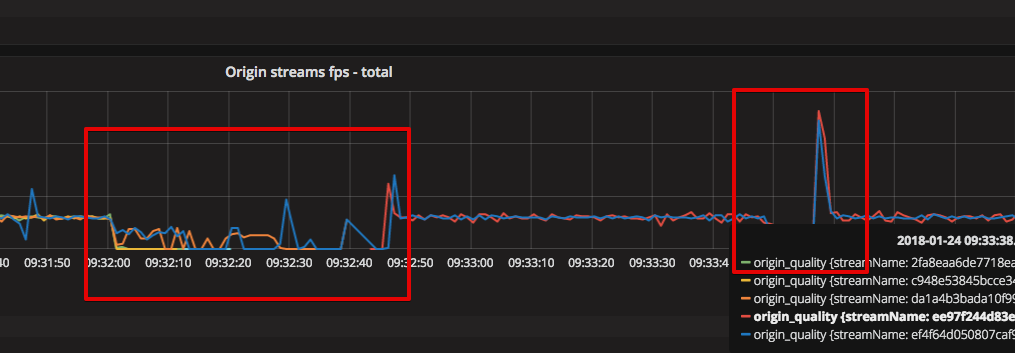 Origin streams fps - total
40 09:31:50 09:32:00 09:32:10 09:32:20 09:32:30 09:32:40 09:32:50 09:33:00 09:33:10 09:33:20 09:33:30 09:33:4
2018-01-24 09:33:38.
origin_quality {streamName: 2fa8eaa6de7718ea
origin_quality {streamName: c948e53845bcce34
origin_quality {streamName: da1a4b3bada10f99
origin_quality {streamName: ee97f244d83e
origin_quality {streamName: ef4f64d050807caf9